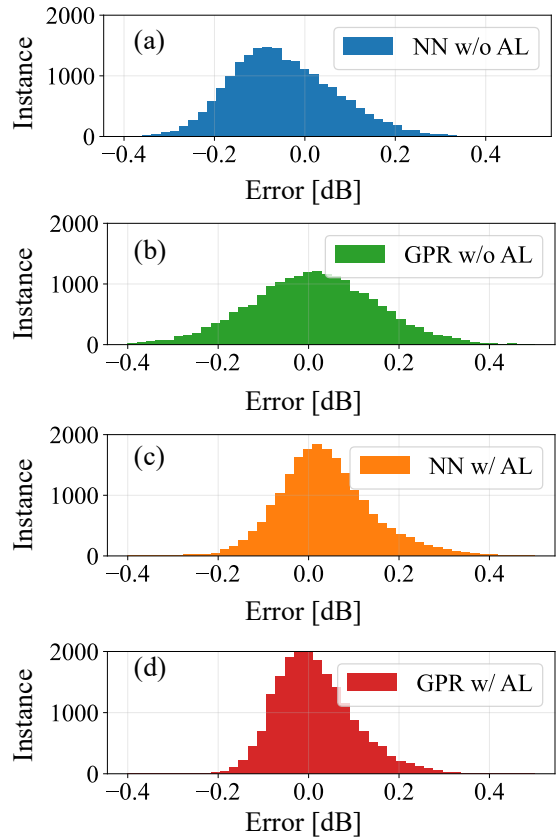 2000
(a)
NN w/o AL
Instance
1000
0
−0.4 −0.2 0.0 0.2 0.4
Error [dB]
2000
(b)
GPR w/o AL
Instance
1000
0
−0.4 −0.2 0.0 0.2 0.4
Error [dB]
2000
(c)
NN w/ AL
Instance
1000
0
−0.4 −0.2 0.0 0.2 0.4
Error [dB]
2000
(d)
GPR w/ AL
Instance
1000
0
−0.4 −0.2 0.0 0.2 0.4
Error [dB]